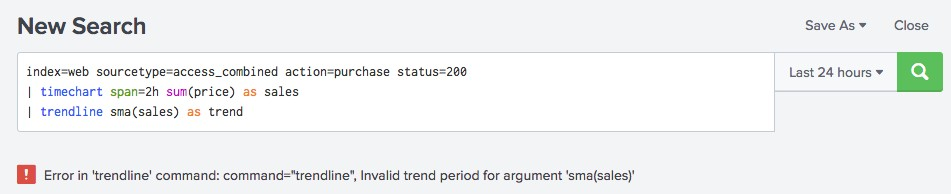 New Search
Save As ▾ Close
index=web sourcetype=access_combined action=purchase status=200
| timechart span=2h sum(price) as sales
Last 24 hours ▾
| trendline sma(sales) as trend
! Error in 'trendline' command: command="trendline", Invalid trend period for argument 'sma(sales)'